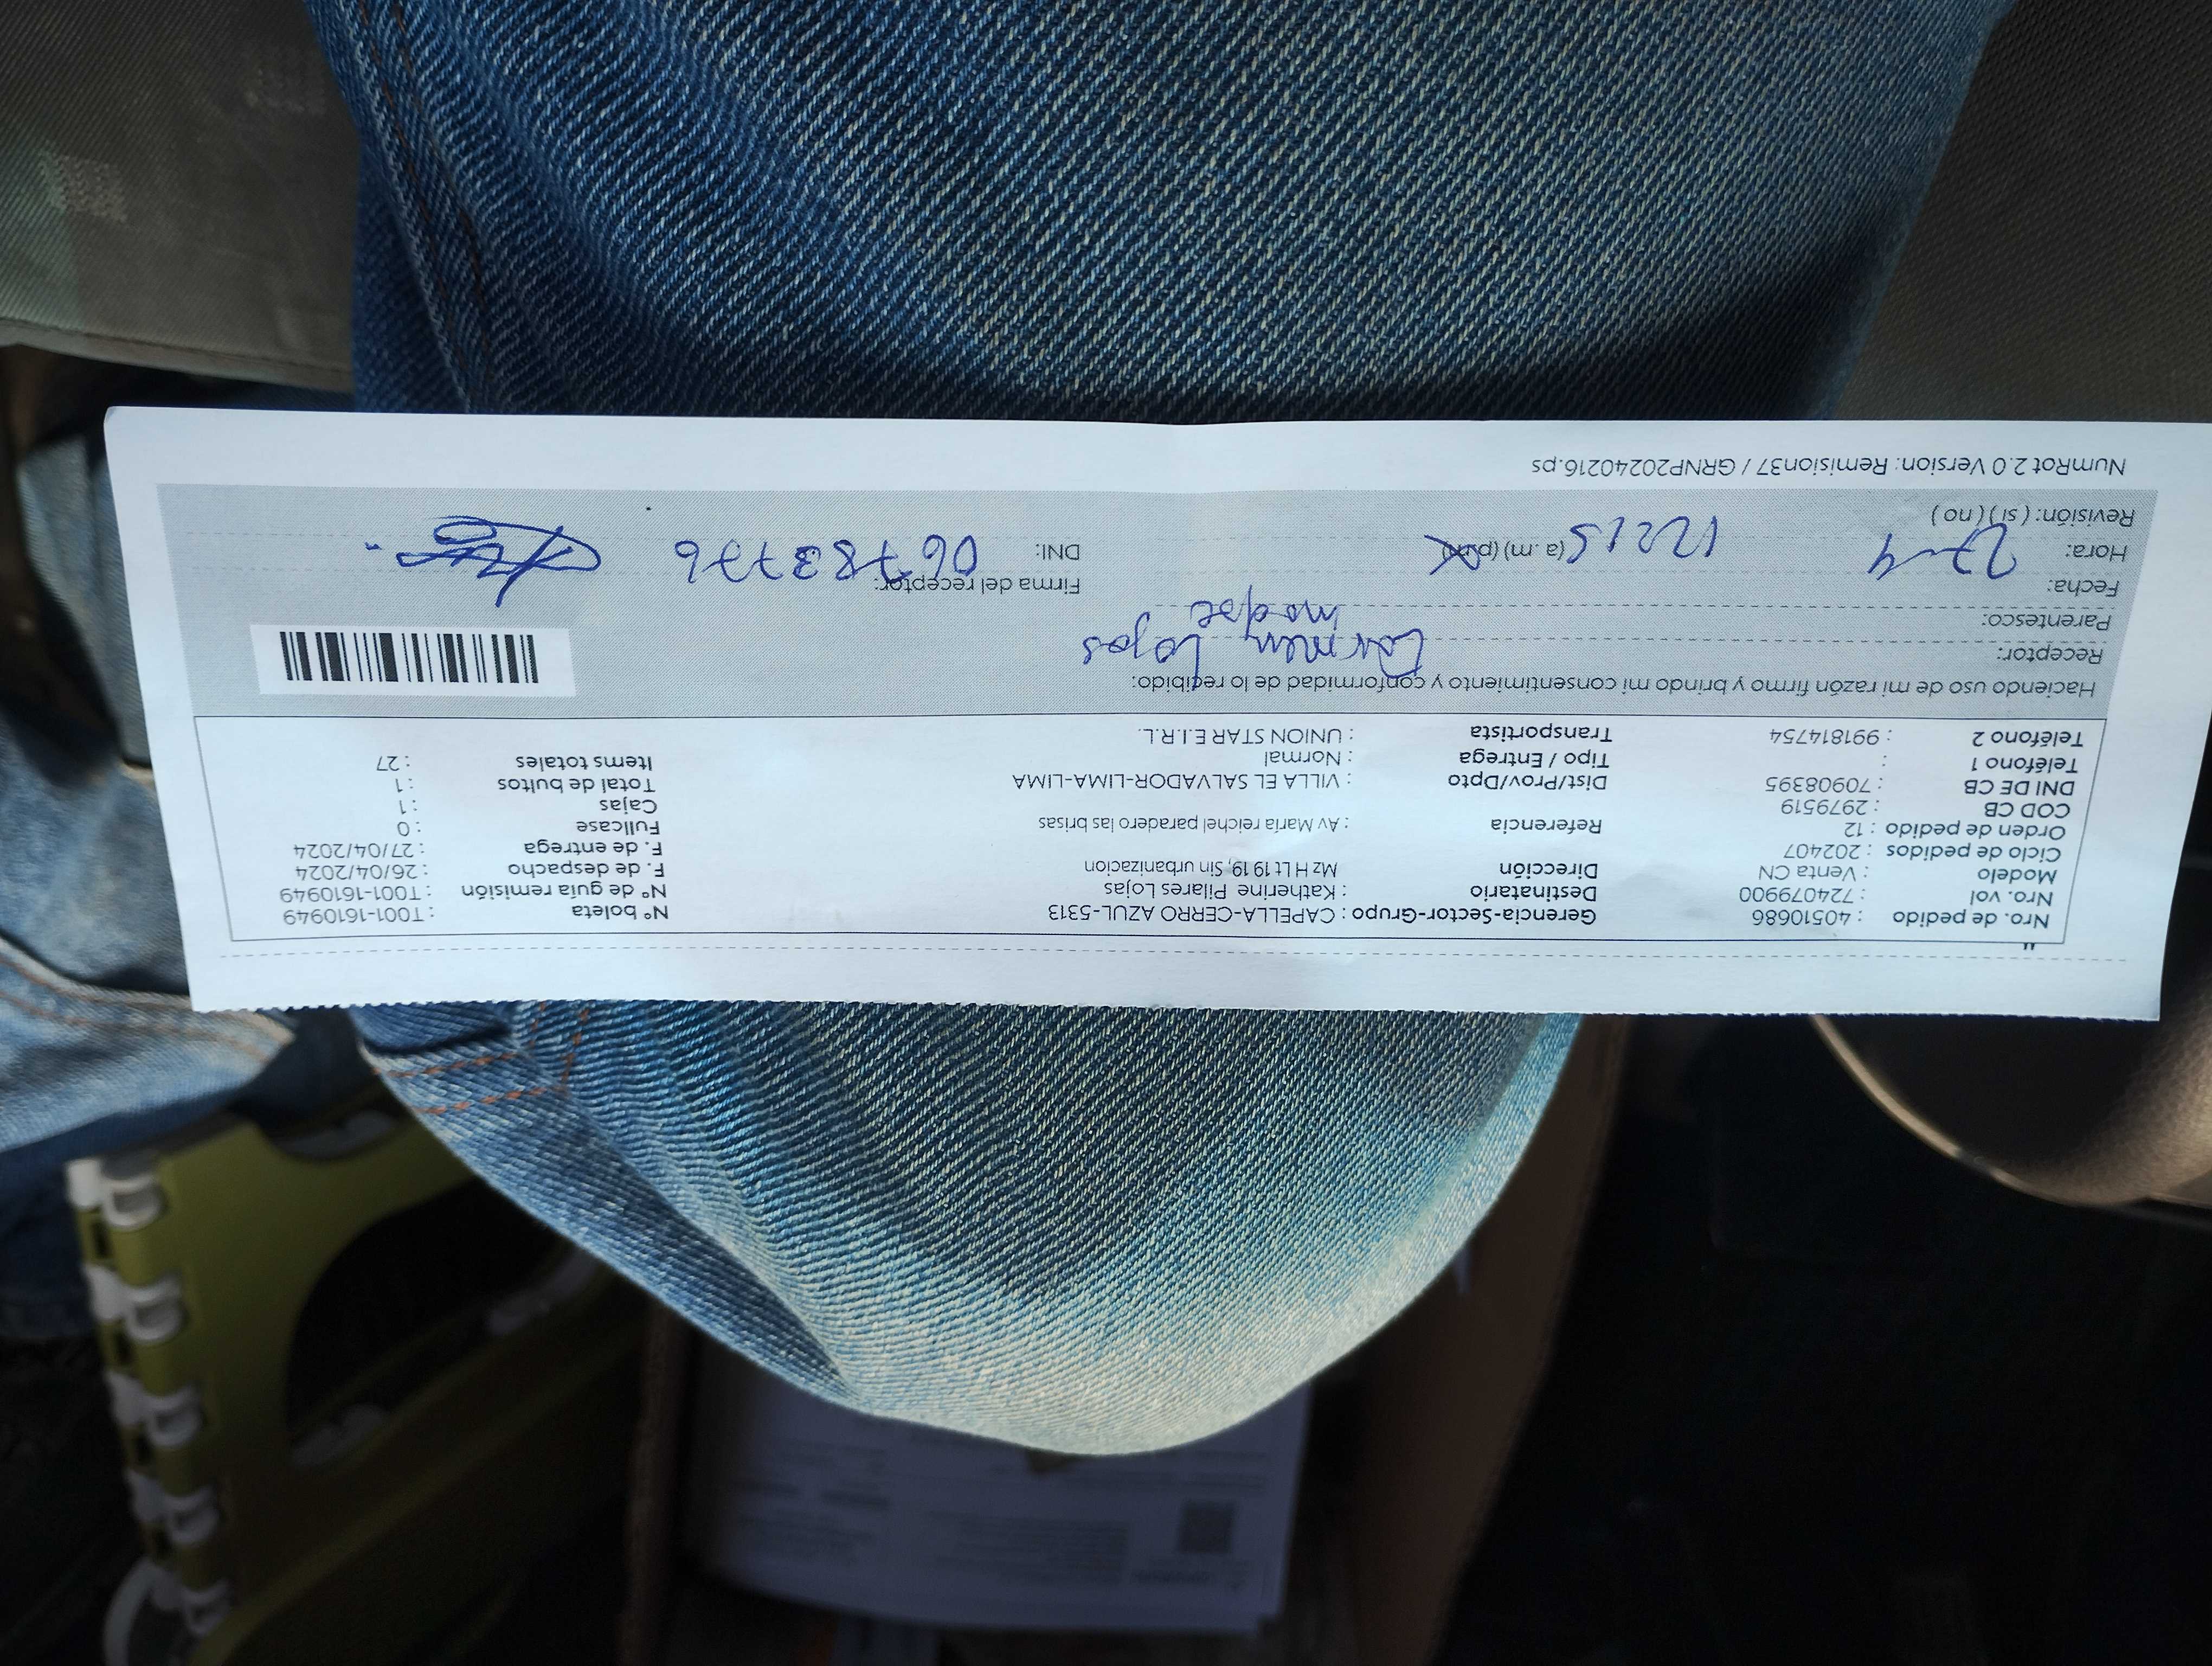 Nro. de pedido : 40510686 Gerencia-Sector-Grupo : CAPELLA-CERRO AZUL-5313 N° boleta : T001-1610949
Nro. vol : 724079900 Destinatario : Katherine Pilares Lojas N° de guía remisión : T001-1610949
Modelo : Venta CN Dirección Mz H Lt 19 19, Sin urbanizacion F. de despacho : 26/04/2024
Ciclo de pedidos : 202407 F. de entrega : 27/04/2024
Orden de pedido : 12 Referencia : Av Maria reichel paradero las brisas Fullcase : 0
COD CB : 2979519 Cajas : 1
DNI DE CB : 70908395 Dist/Prov/Dpto : VILLA EL SALVADOR-LIMA-LIMA Total de bultos : 1
Teléfono 1 : Tipo / Entrega : Normal Items totales : 27
Teléfono 2 : 991814754 Transportista : UNION STAR E.I.R.L.
Haciendo uso de mi razón firmo y brindo mi consentimiento y conformidad de lo recibido:
Receptor: Carmen Lojas
Parentesco: madre
Fecha: 27-4 Firma del receptor:
Hora: 12:15 (a.m) (p.m) DNI: 06783776
Revisión: ( si ) ( no )
NumRot 2.0 Version: Remision37 / GRNP20240216.ps